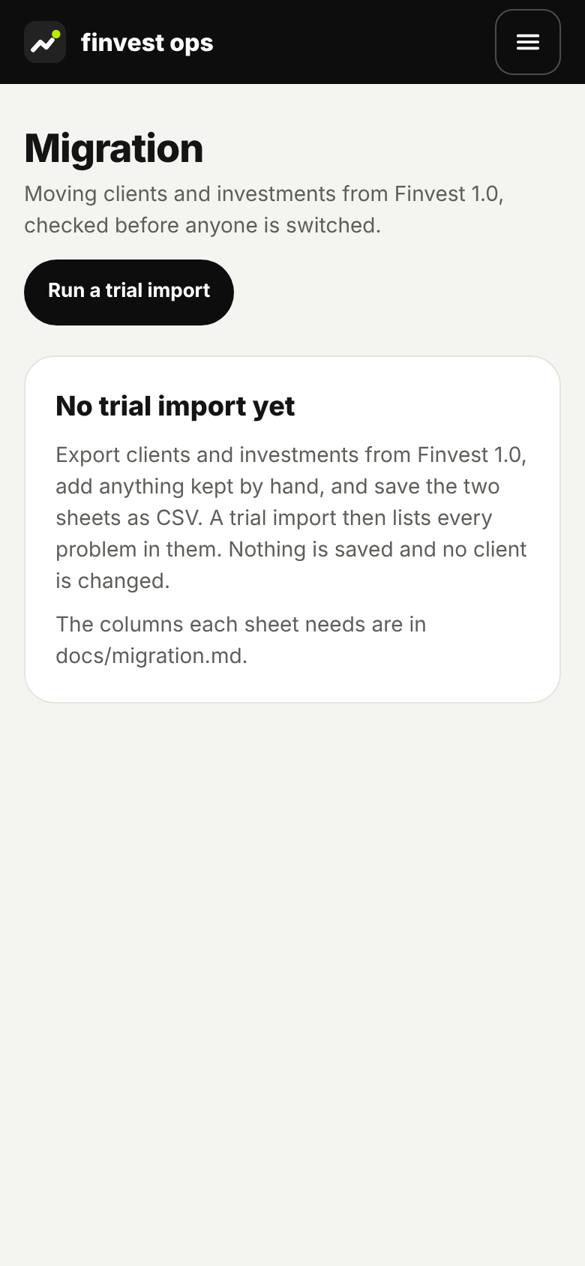 finvest ops
Migration
Moving clients and investments from Finvest 1.0,
checked before anyone is switched.
Run a trial import
No trial import yet
Export clients and investments from Finvest 1.0,
add anything kept by hand, and save the two
sheets as CSV. A trial import then lists every
problem in them. Nothing is saved and no client
is changed.
The columns each sheet needs are in
docs/migration.md.